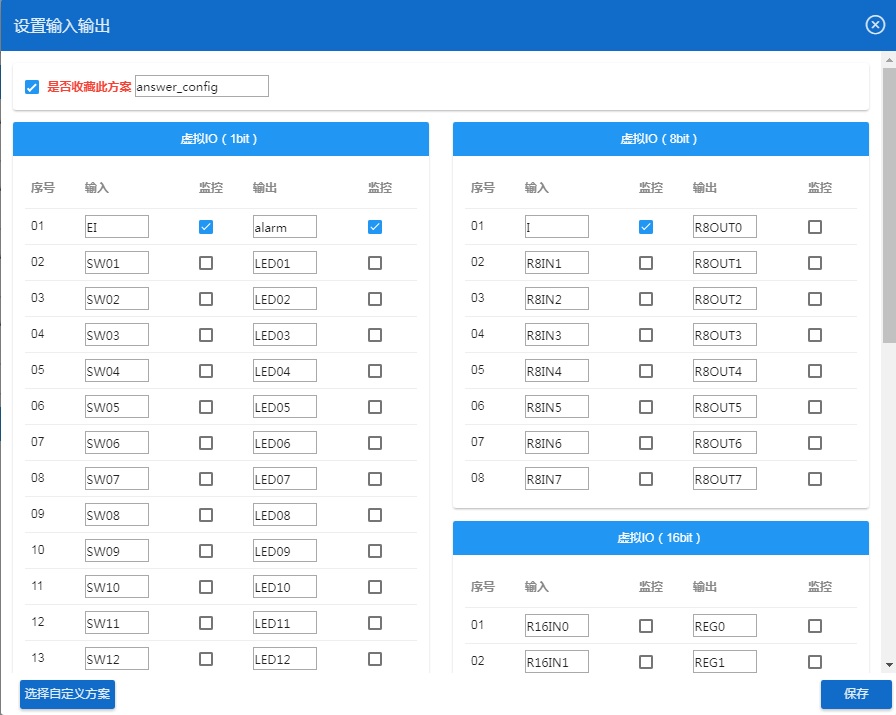 设置输入输出
是否收藏此方案 answer_config
虚拟IO（1bit）
序号 输入 监控 输出 监控
01 EI alarm
02 SW01 LED01
03 SW02 LED02
04 SW03 LED03
05 SW04 LED04
06 SW05 LED05
07 SW06 LED06
08 SW07 LED07
09 SW08 LED08
10 SW09 LED09
11 SW10 LED10
12 SW11 LED11
13 SW12 LED12
虚拟IO（8bit）
序号 输入 监控 输出 监控
01 I R8OUT0
02 R8IN1 R8OUT1
03 R8IN2 R8OUT2
04 R8IN3 R8OUT3
05 R8IN4 R8OUT4
06 R8IN5 R8OUT5
07 R8IN6 R8OUT6
08 R8IN7 R8OUT7
虚拟IO（16bit）
序号 输入 监控 输出 监控
01 R16IN0 REG0
02 R16IN1 REG1
选择自定义方案
保存